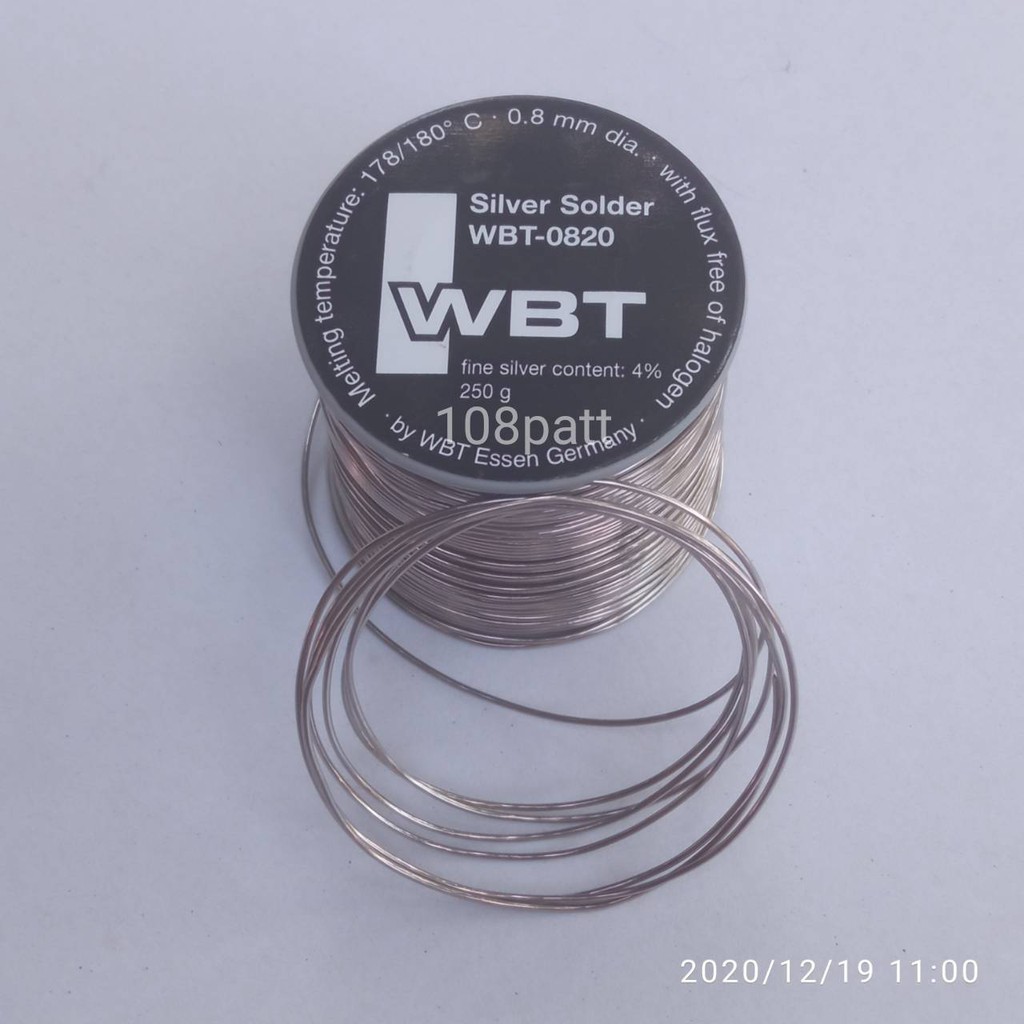 Melting temperature: 178/180° C · 0.8 mm dia. · with flux free of halogen
Silver Solder
WBT-0820
WBT
fine silver content: 4%
250 g
108patt
· by WBT Essen Germany ·
2020/12/19 11:00